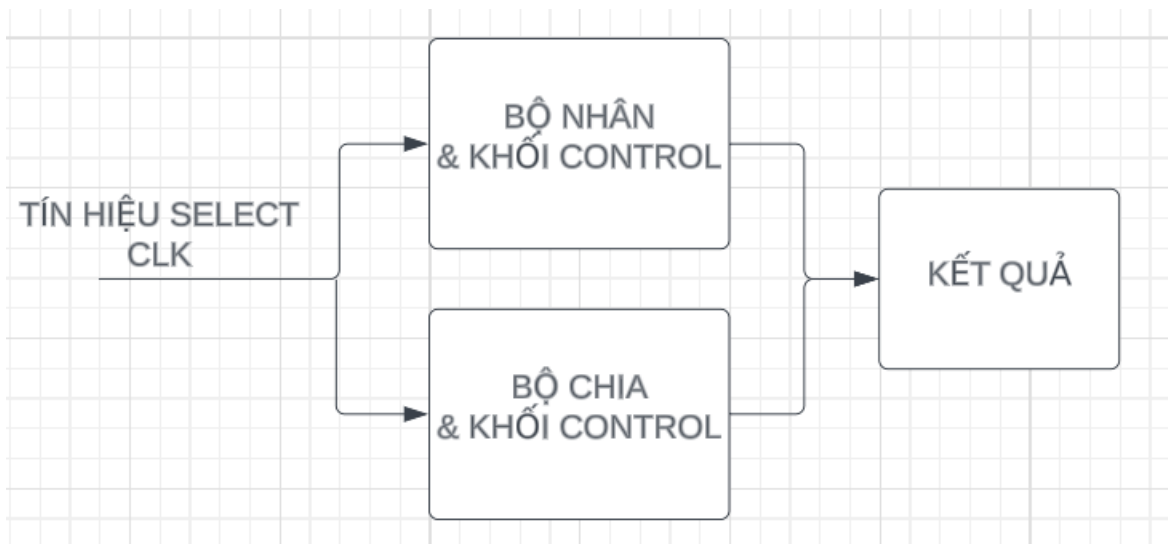 BỘ NHÂN
& KHỐI CONTROL
TÍN HIỆU SELECT
CLK
KẾT QUẢ
BỘ CHIA
& KHỐI CONTROL